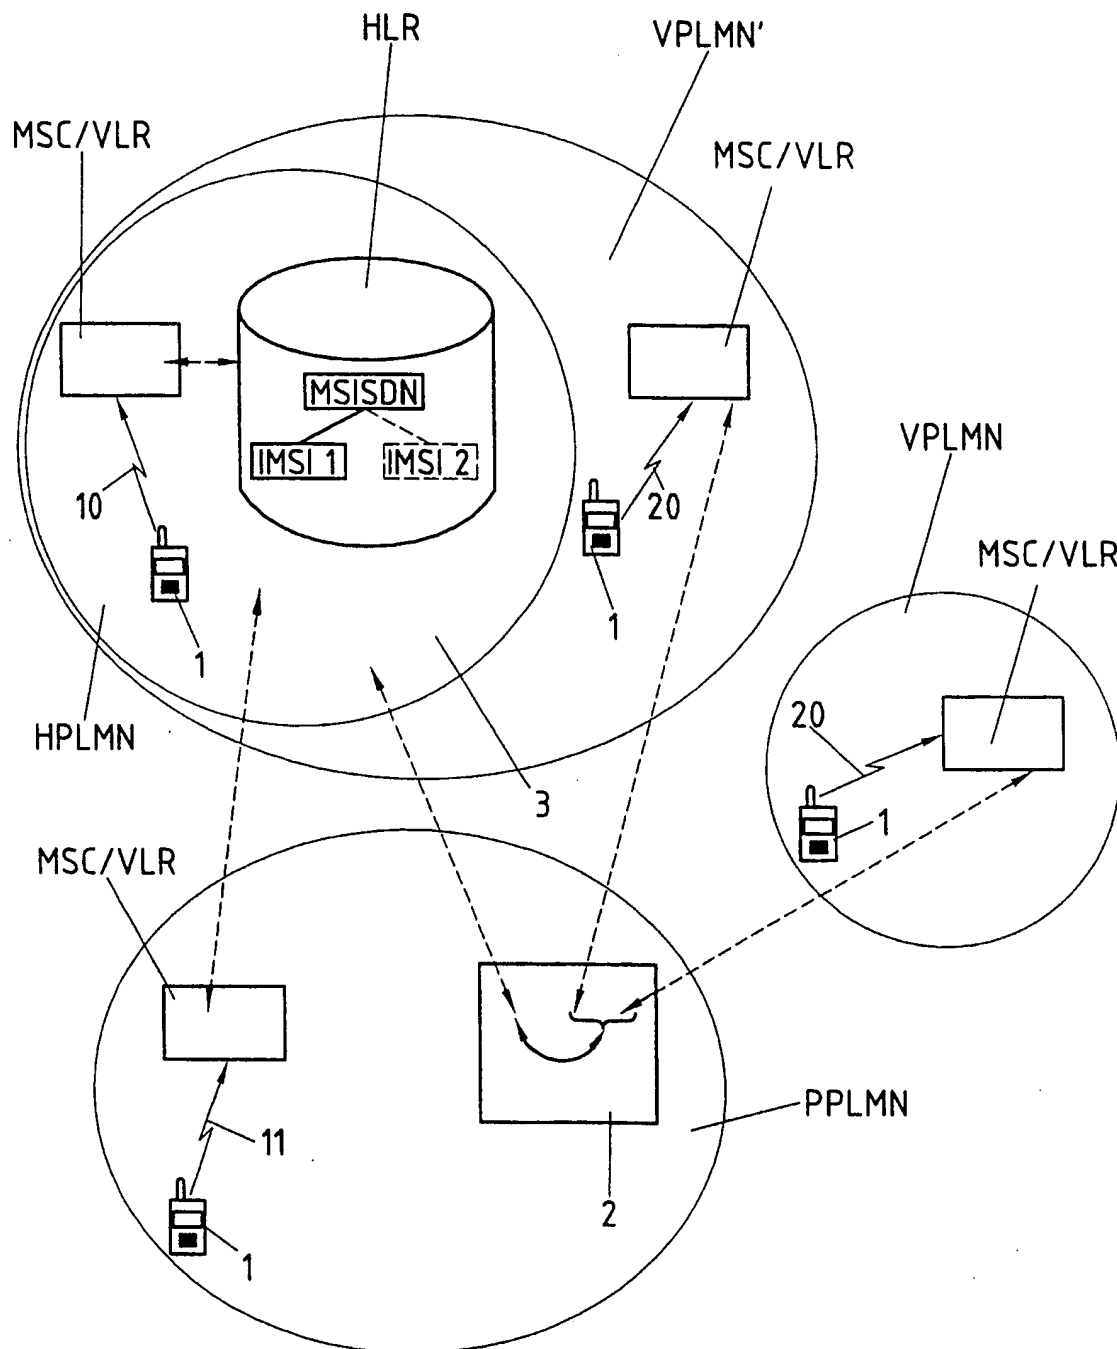 HLR
VPLMN'
MSC/VLR
MSC/VLR
MSISDN
IMSI 1
IMSI 2
VPLMN
10
20
MSC/VLR
1
1
HPLMN
20
3
1
MSC/VLR
PPLMN
11
2
1